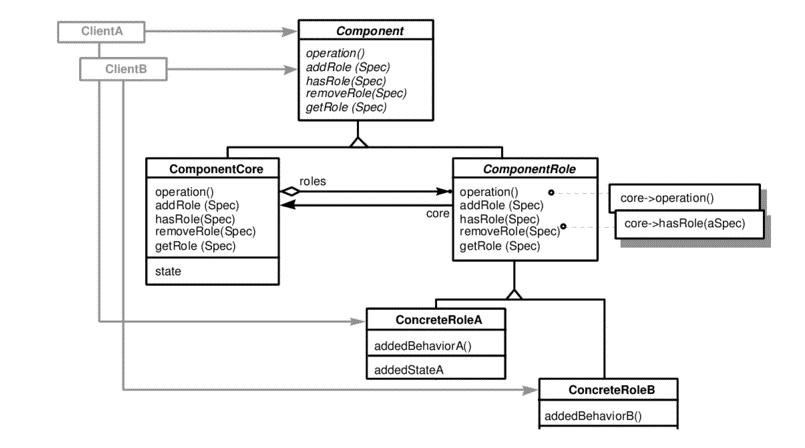 ClientA
Component
ClientB
operation()
addRole (Spec)
hasRole(Spec)
removeRole(Spec)
getRole (Spec)
ComponentCore
operation()
addRole (Spec)
hasRole(Spec)
removeRole(Spec)
getRole (Spec)
state
roles
core
ComponentRole
operation()
addRole (Spec)
hasRole(Spec)
removeRole(Spec)
getRole (Spec)
core->operation()
core->hasRole(aSpec)
ConcreteRoleA
addedBehaviorA()
addedStateA
ConcreteRoleB
addedBehaviorB()